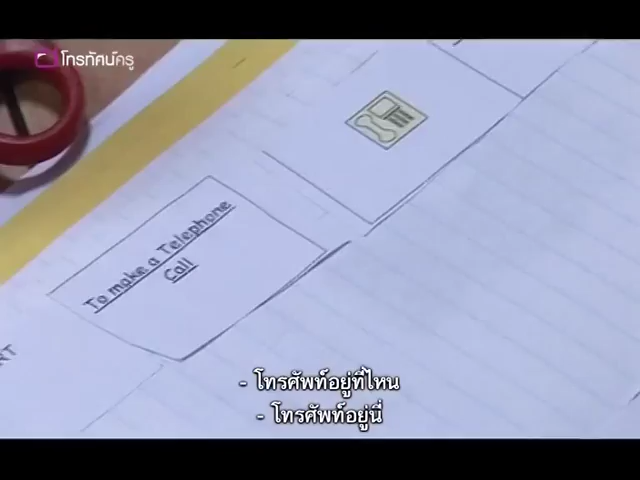 โทรทัศน์ครู
To make a Telephone
Call
NT
- โทรศัพท์อยู่ที่ไหน
- โทรศัพท์อยู่นี่